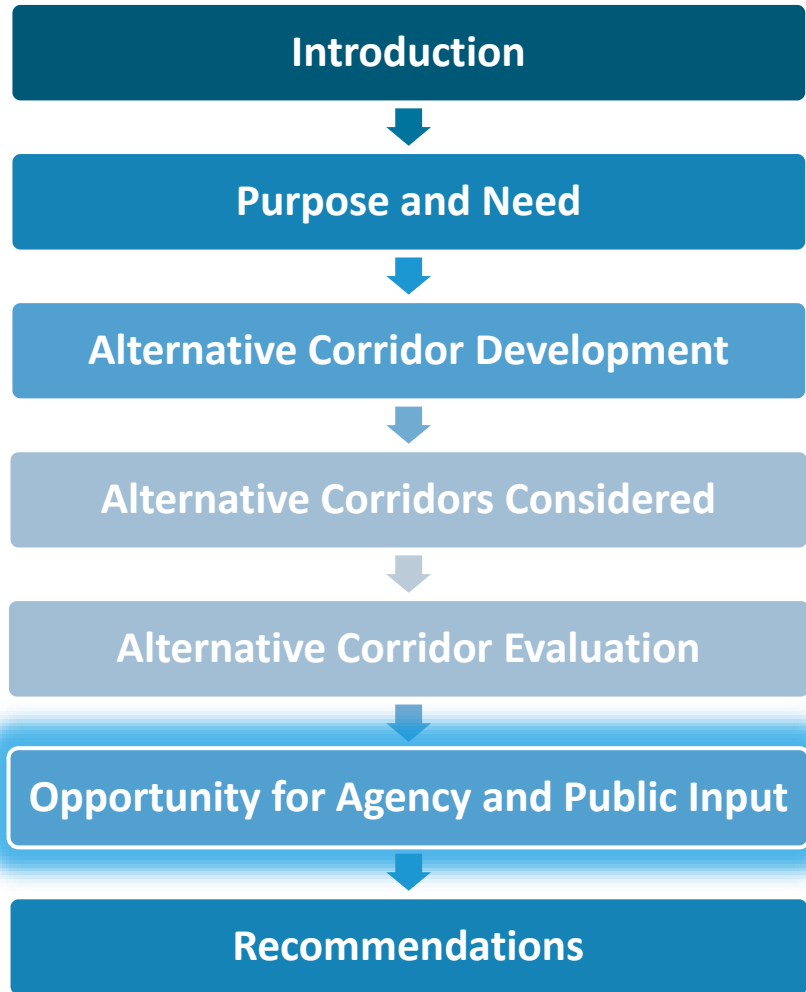 Introduction
Purpose and Need
Alternative Corridor Development
Alternative Corridors Considered
Alternative Corridor Evaluation
Opportunity for Agency and Public Input
Recommendations